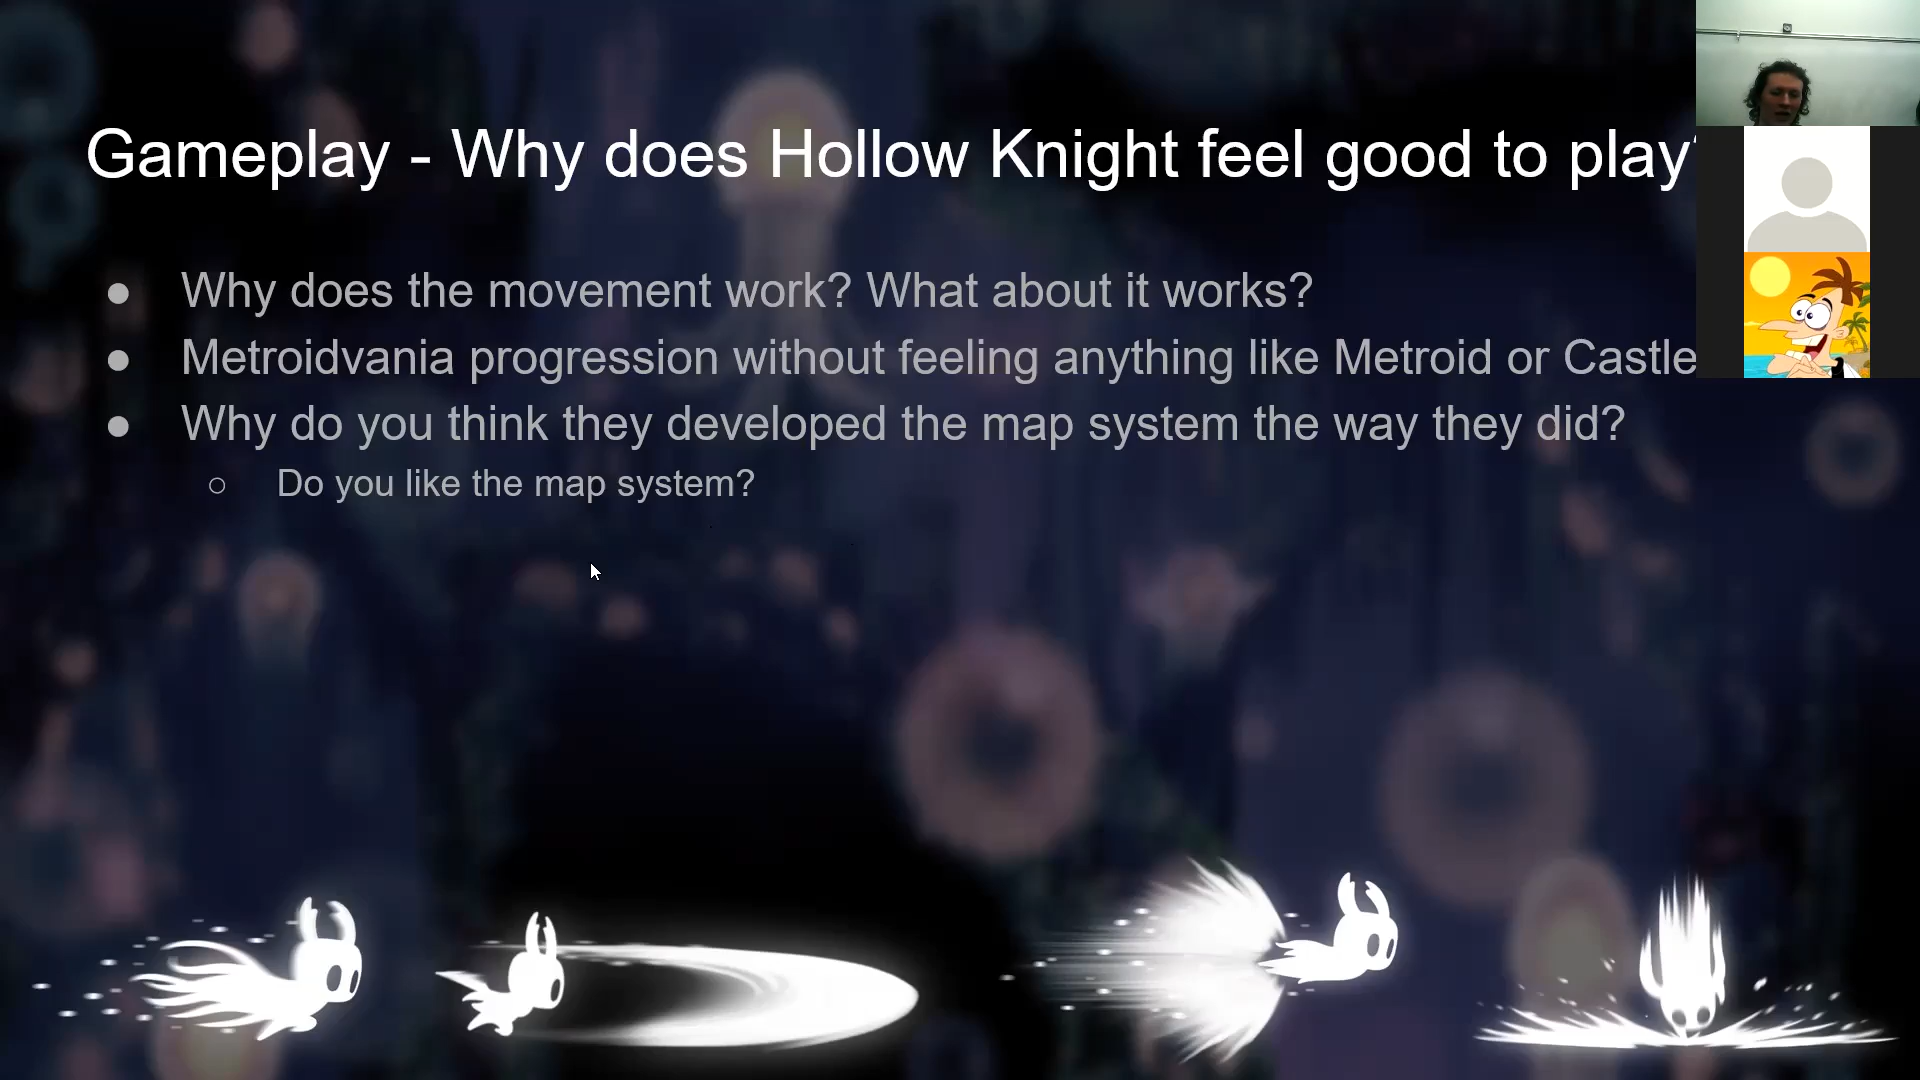 Gameplay - Why does Hollow Knight feel good to play?
● Why does the movement work? What about it works?
● Metroidvania progression without feeling anything like Metroid or Castle
● Why do you think they developed the map system the way they did?
○ Do you like the map system?